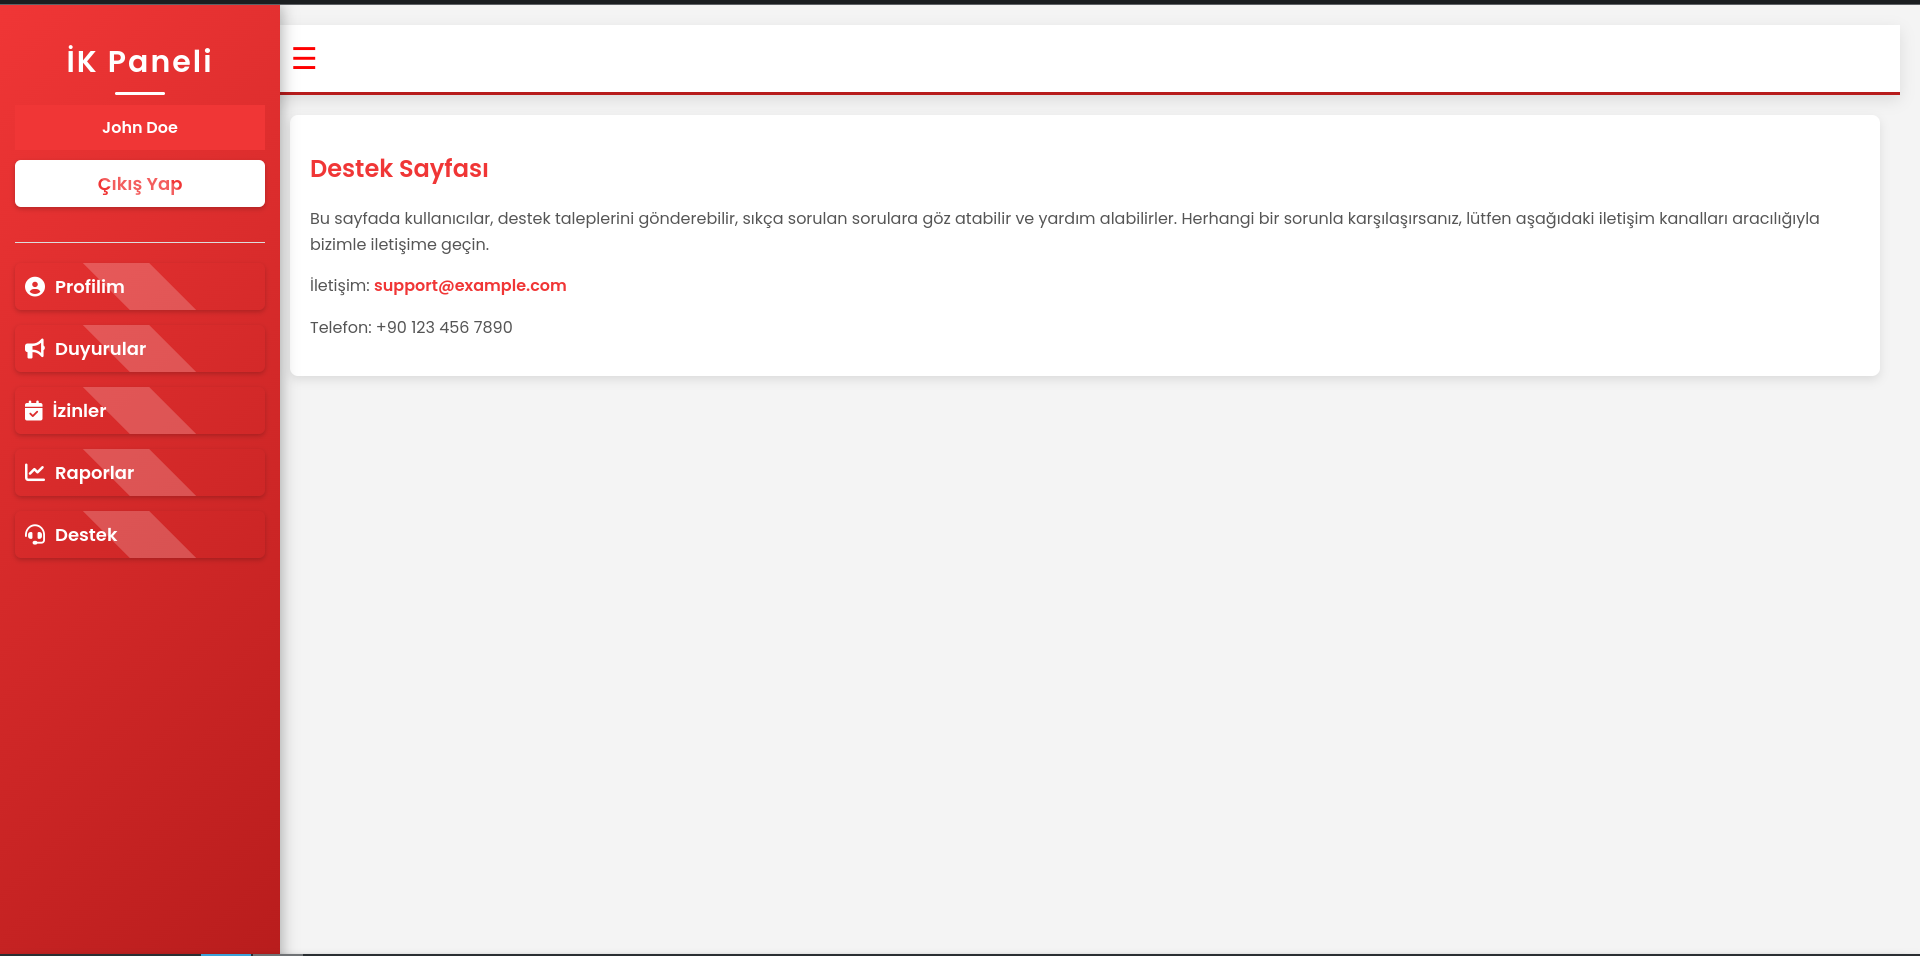 İK Paneli
John Doe
Çıkış Yap
Profilim
Duyurular
İzinler
Raporlar
Destek
Destek Sayfası
Bu sayfada kullanıcılar, destek taleplerini gönderebilir, sıkça sorulan sorulara göz atabilir ve yardım alabilirler. Herhangi bir sorunla karşılaşırsanız, lütfen aşağıdaki iletişim kanalları aracılığıyla
bizimle iletişime geçin.
İletişim: support@example.com
Telefon: +90 123 456 7890